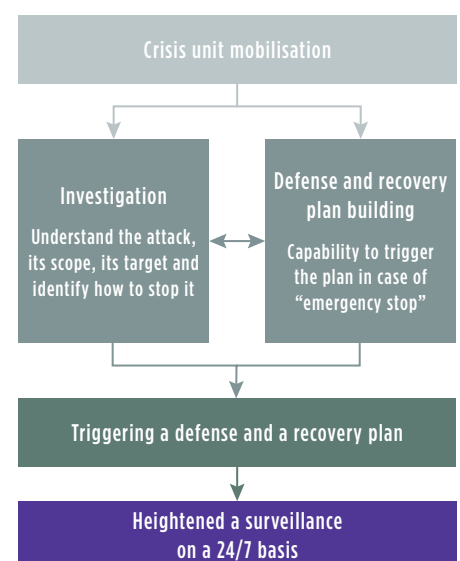 Crisis unit mobilisation
Investigation
Understand the attack,
its scope, its target and
identify how to stop it
Defense and recovery
plan building
Capability to trigger
the plan in case of
“emergency stop”
Triggering a defense and a recovery plan
Heightened a surveillance
on a 24/7 basis